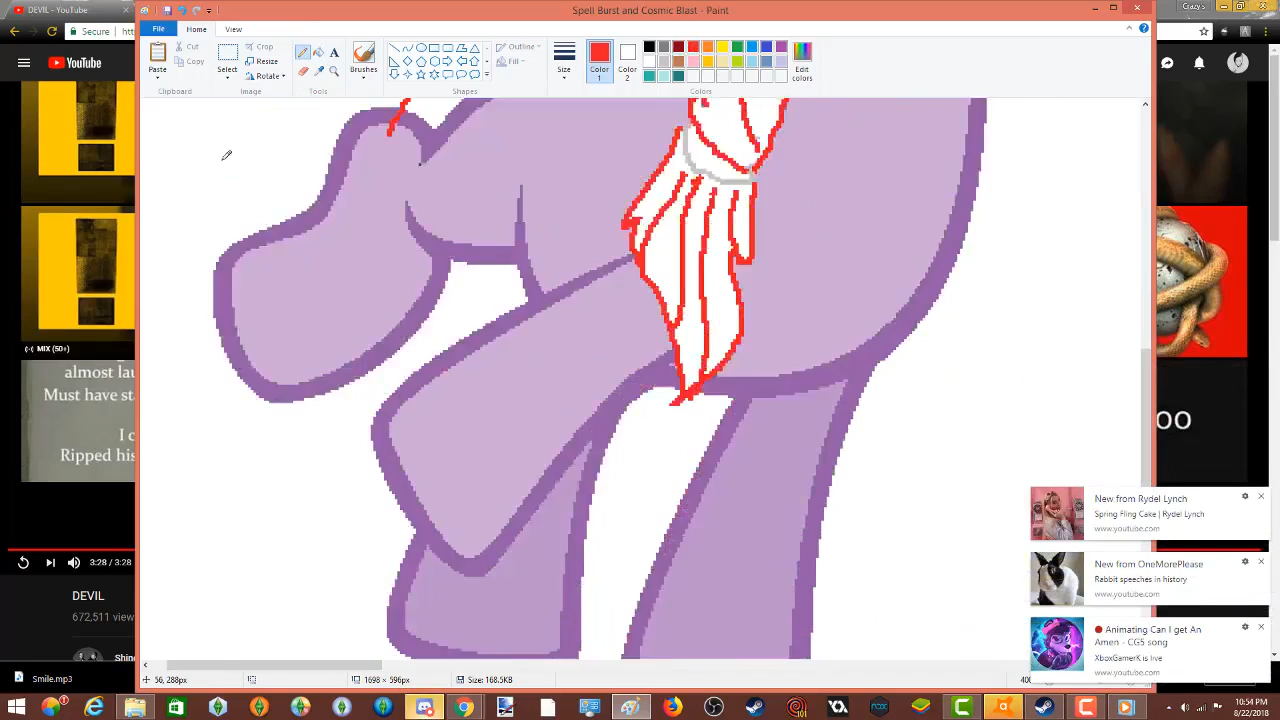 DEVIL - YouTube
Spell Burst and Cosmic Blast - Paint
Gazy's
File
Home
View
Secure
Paste
Cut
Copy
Clipboard
Select
Crop
Resize
Rotate
Image
Tools
Brushes
Shapes
Outline
Fill
Size
Color 1
Color 2
Edit colors
Colors
YouTube
MIX (50+)
almost lau
Must have sta
I c
Ripped his
3:28 / 3:28
DEVIL
672,511 view
Shine
OO
New from Rydel Lynch
Spring Fling Cake | Rydel Lynch
www.youtube.com
New from OneMorePlease
Rabbit speeches in history
www.youtube.com
Animating Can I get An
Amen - CG5 song
XboxGamerK is live
www.youtube.com
56, 288px
Size: 168.5KB
Smile.mp3
101
10:54 PM
8/22/2018